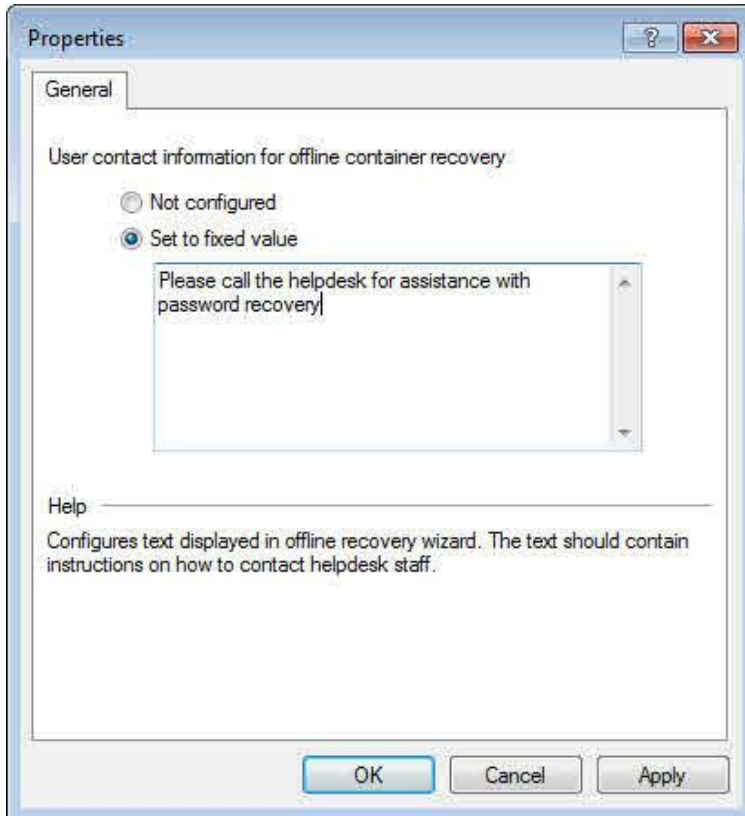 Properties
?
General
User contact information for offline container recovery
Not configured
Set to fixed value
Please call the helpdesk for assistance with
password recovery
Help
Configures text displayed in offline recovery wizard. The text should contain
instructions on how to contact helpdesk staff.
OK Cancel Apply